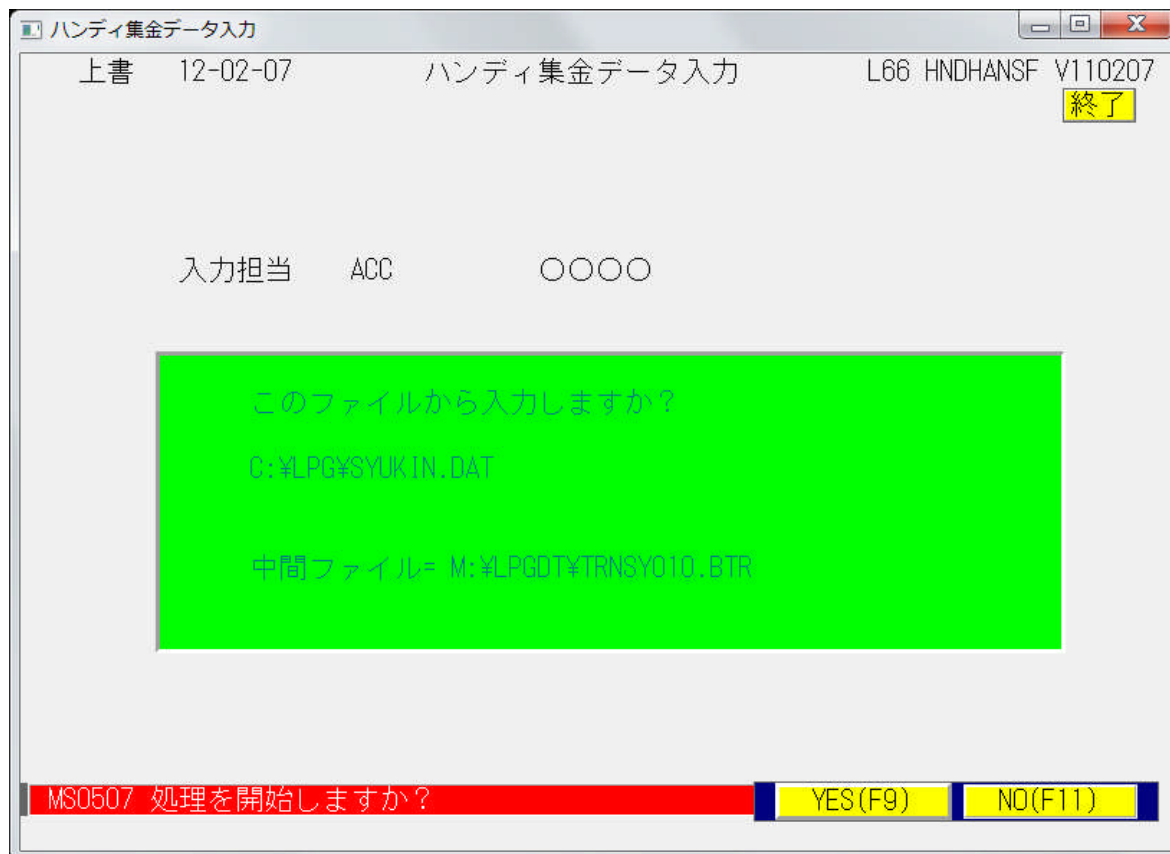 ハンディ集金データ入力
上書 12-02-07 ハンディ集金データ入力 L66 HNDHANSF V110207
終了
入力担当 ACC 〇〇〇〇
このファイルから入力しますか？
C:¥LPG¥SYUKIN.DAT
中間ファイル= M:¥LPGDT¥TRNSY010.BTR
MS0507 処理を開始しますか？ YES(F9) NO(F11)